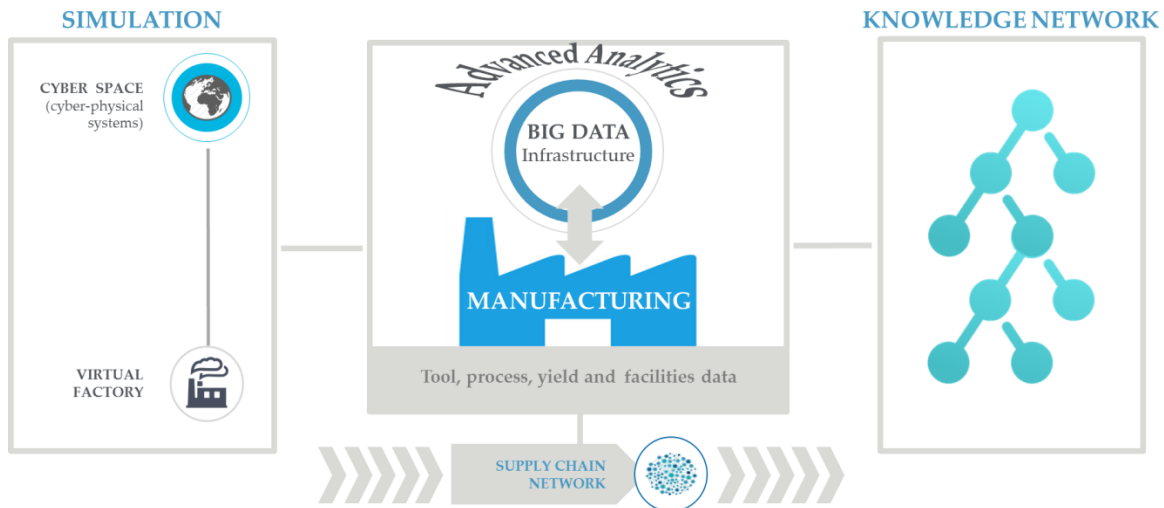 SIMULATION
CYBER SPACE
(cyber-physical
systems)
VIRTUAL
FACTORY
Advanced Analytics
BIG DATA
Infrastructure
MANUFACTURING
Tool, process, yield and facilities data
SUPPLY CHAIN
NETWORK
KNOWLEDGE NETWORK